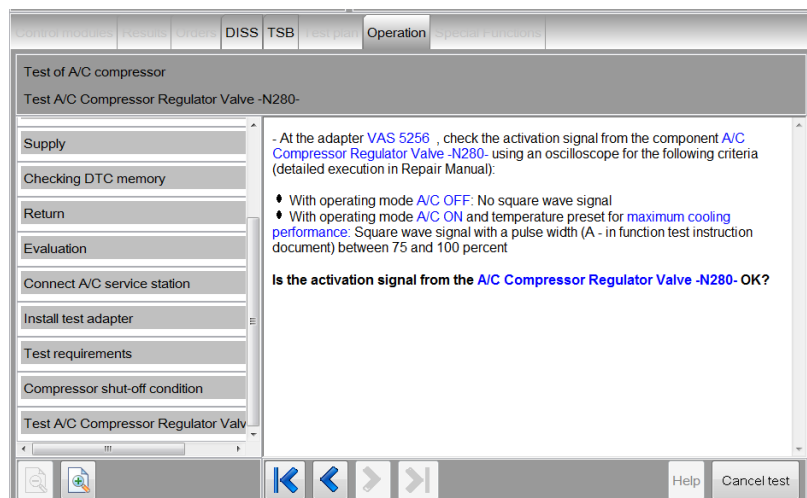 Control modules Results Orders DISS TSB Test plan Operation Special Functions
Test of A/C compressor
Test A/C Compressor Regulator Valve -N280-
Supply
Checking DTC memory
Return
Evaluation
Connect A/C service station
Install test adapter
Test requirements
Compressor shut-off condition
Test A/C Compressor Regulator Valv
- At the adapter VAS 5256 , check the activation signal from the component A/C
Compressor Regulator Valve -N280- using an oscilloscope for the following criteria
(detailed execution in Repair Manual):
• With operating mode A/C OFF: No square wave signal
• With operating mode A/C ON and temperature preset for maximum cooling
performance: Square wave signal with a pulse width (A - in function test instruction
document) between 75 and 100 percent
Is the activation signal from the A/C Compressor Regulator Valve -N280- OK?
Help Cancel test